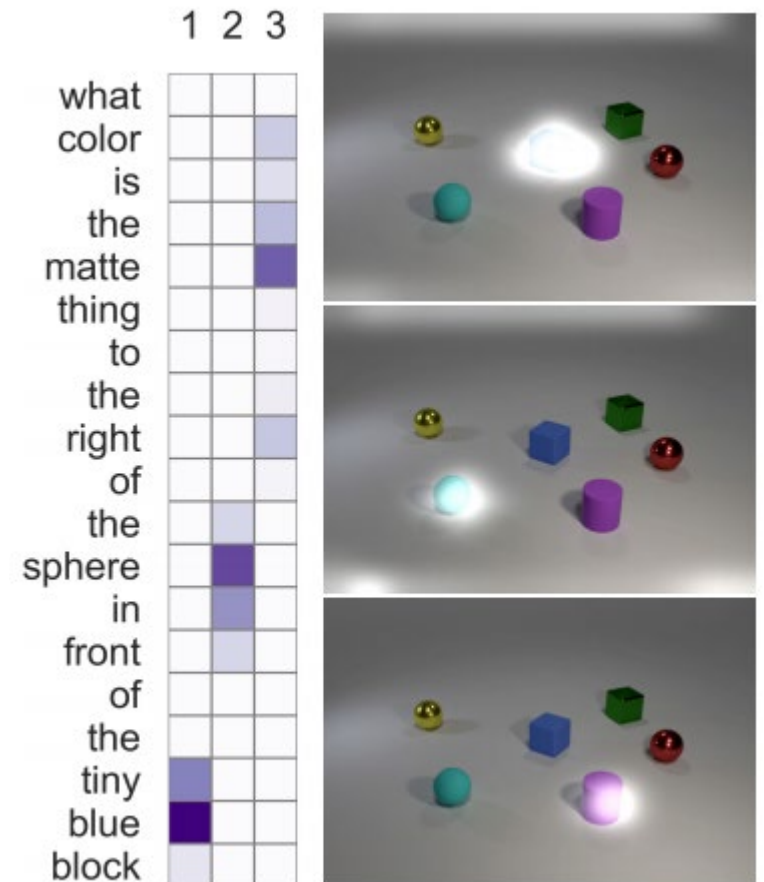 1 2 3
what
color
is
the
matte
thing
to
the
right
of
the
sphere
in
front
of
the
tiny
blue
block